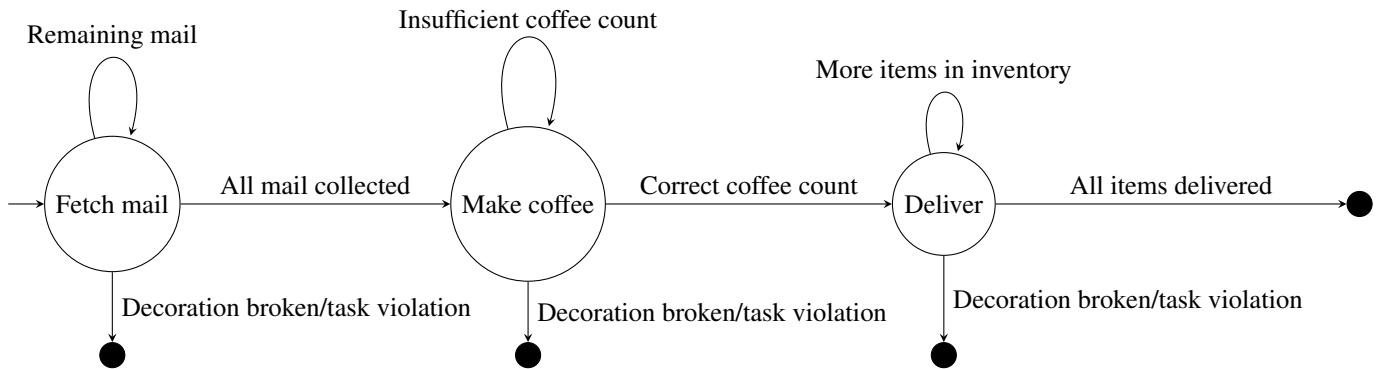 Remaining mail
Insufficient coffee count
More items in inventory
Fetch mail
All mail collected
Make coffee
Correct coffee count
Deliver
All items delivered
Decoration broken/task violation
Decoration broken/task violation
Decoration broken/task violation